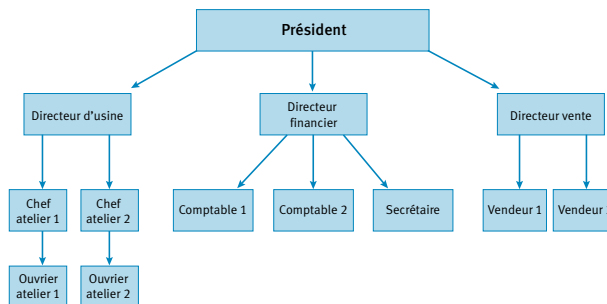 Président
Directeur d'usine
Directeur
financier
Directeur vente
Chef
atelier 1
Chef
atelier 2
Comptable 1
Comptable 2
Secrétaire
Vendeur 1
Vendeur
Ouvrier
atelier 1
Ouvrier
atelier 2